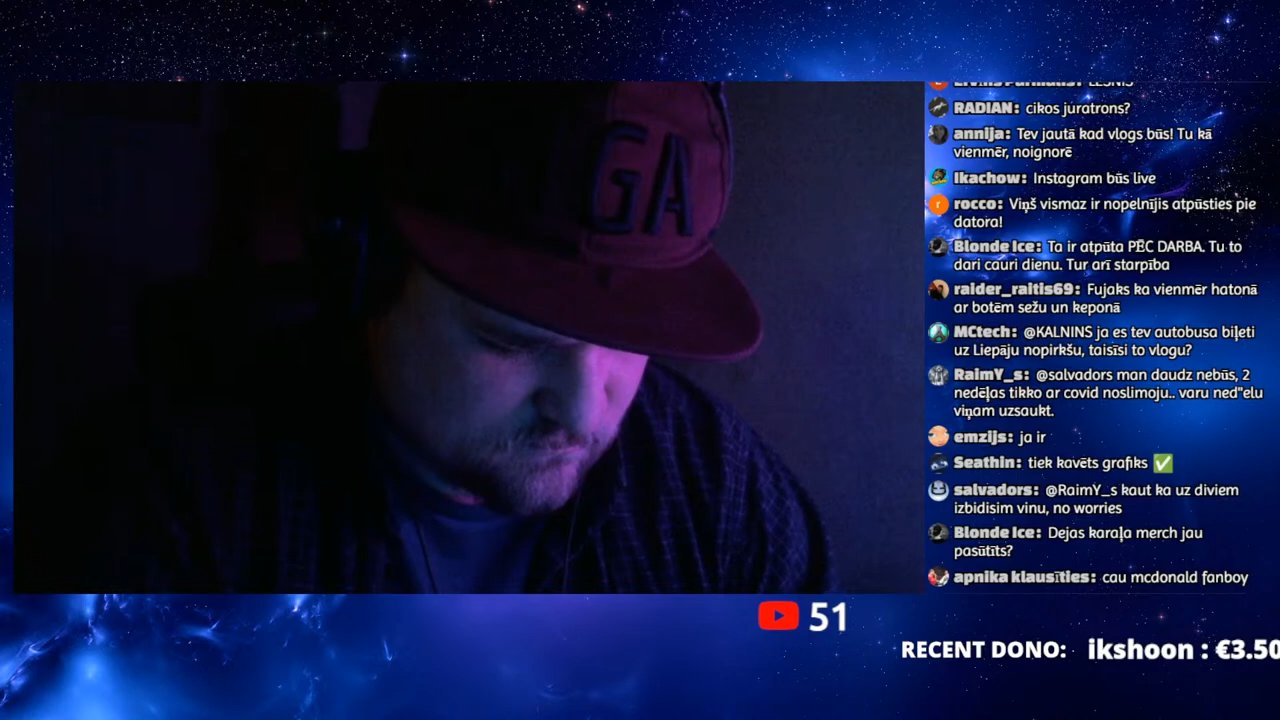 GA
RADIAN: cikos juratrons?
annija: Tev jautā kad vlogs būs! Tu kā
vienmēr, noignorē
Ikachow: Instagram būs live
rocco: Viņš vismaz ir nopelnījis atpūsties pie
datora!
Blonde Ice: Ta ir atpūta PĒC DARBA. Tu to
dari cauri dienu. Tur arī starpība
raider_raitis69: Fujaks ka vienmēr hatonā
ar botēm sežu un keponā
MCtech: @KALNINS ja es tev autobusa biļeti
uz Liepāju nopirkšu, taisīsi to vlogu?
RaimY_s: @salvadors man daudz nebūs, 2
nedēļas tikko ar covid noslimoju.. varu ned"elu
viņam uzsaukt.
emzijs: ja ir
Seathin: tiek kavēts grafiks ✅
salvadors: @RaimY_s kaut ka uz diviem
izbidisim vinu, no worries
Blonde Ice: Dejas karaļa merch jau
pasūtīts?
apnika klausīties: cau mcdonald fanboy
51
RECENT DONO: ikshoon : €3.50